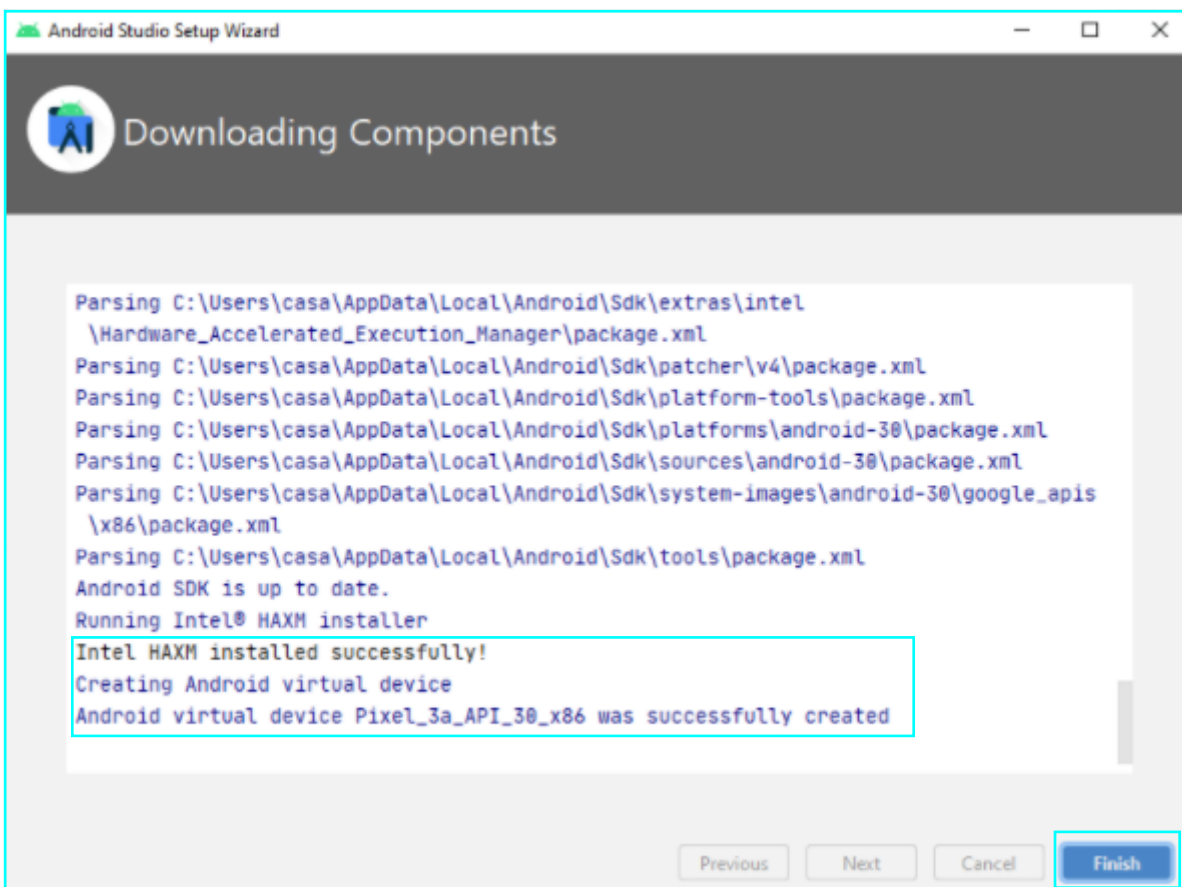 Android Studio Setup Wizard
Downloading Components
Parsing C:\Users\casa\AppData\Local\Android\Sdk\extras\intel
\Hardware_Accelerated_Execution_Manager\package.xml
Parsing C:\Users\casa\AppData\Local\Android\Sdk\patcher\v4\package.xml
Parsing C:\Users\casa\AppData\Local\Android\Sdk\platform-tools\package.xml
Parsing C:\Users\casa\AppData\Local\Android\Sdk\platforms\android-30\package.xml
Parsing C:\Users\casa\AppData\Local\Android\Sdk\sources\android-30\package.xml
Parsing C:\Users\casa\AppData\Local\Android\Sdk\system-images\android-30\google_apis
\x86\package.xml
Parsing C:\Users\casa\AppData\Local\Android\Sdk\tools\package.xml
Android SDK is up to date.
Running Intel® HAXM installer
Intel HAXM installed successfully!
Creating Android virtual device
Android virtual device Pixel_3a_API_30_x86 was successfully created
Previous Next Cancel Finish